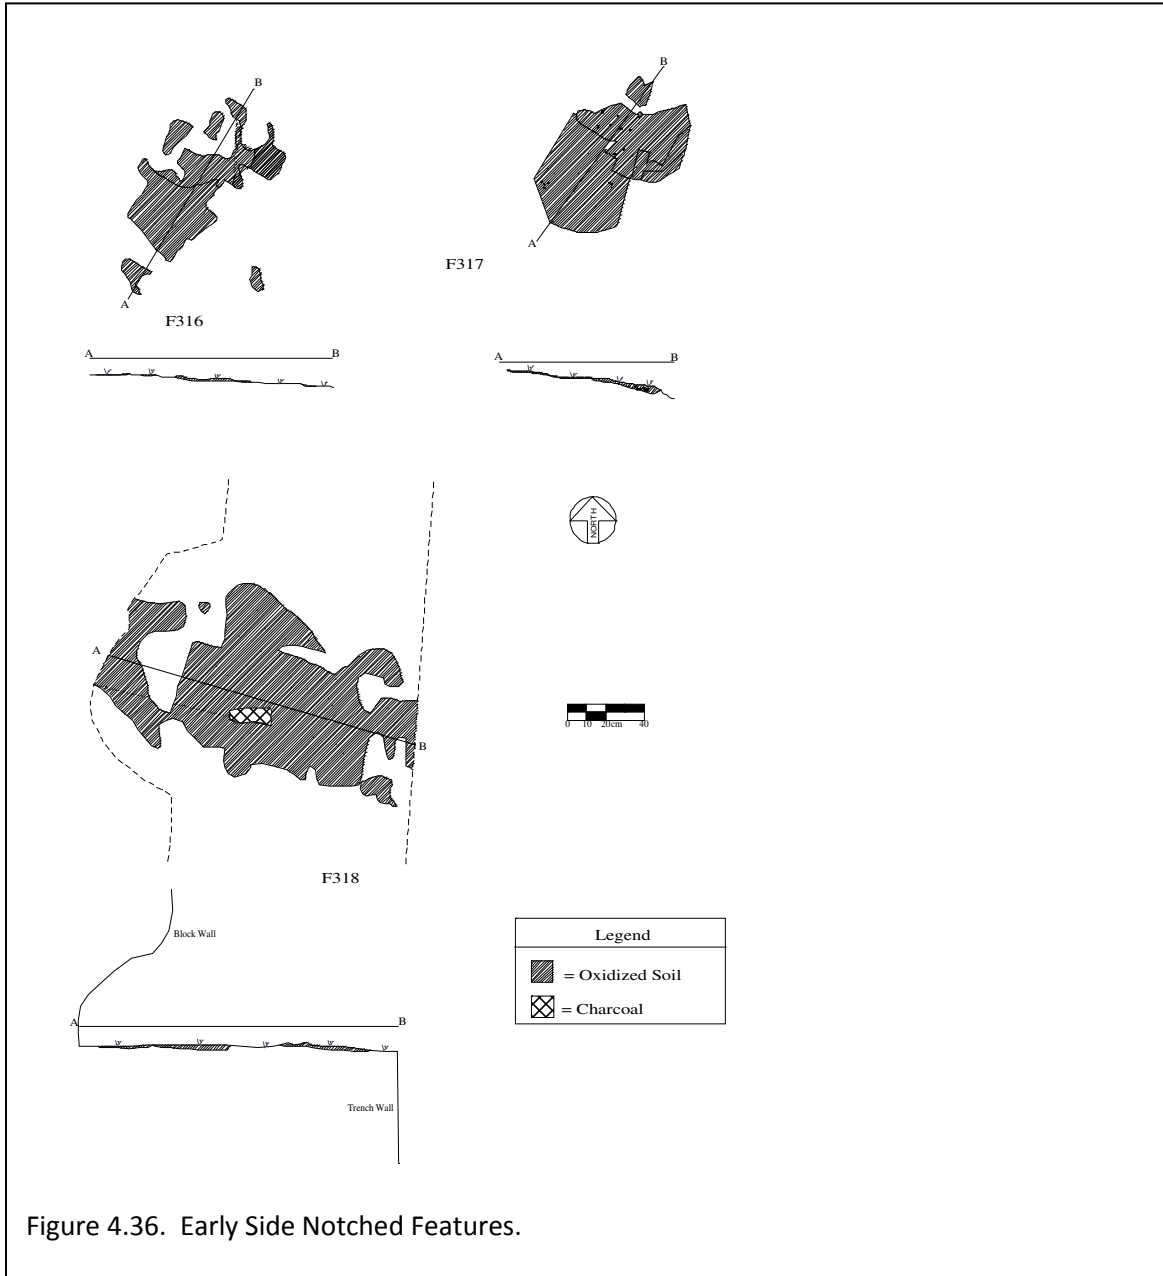 B
A
F316
B
A
F317
A B
A B
NORTH
A
B
0 10 20cm 40
F318
Block Wall
A B
Trench Wall
Legend
= Oxidized Soil
= Charcoal
Figure 4.36. Early Side Notched Features.